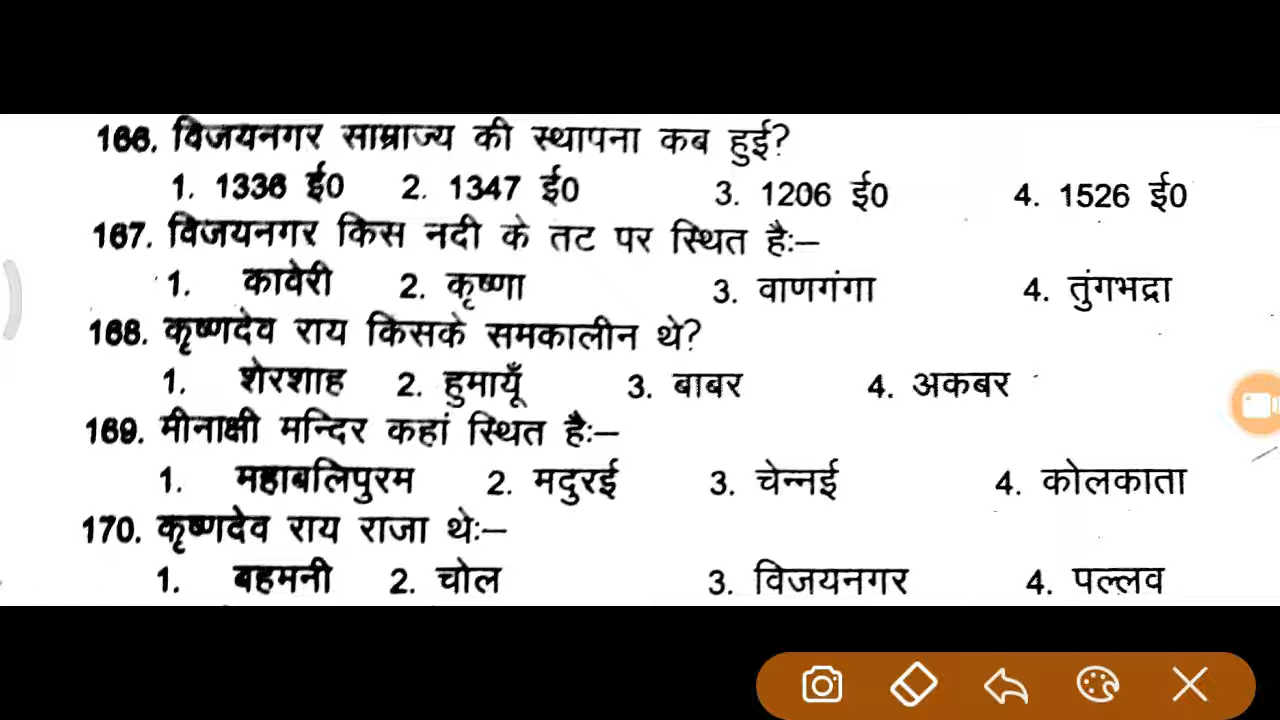 166. विजयनगर साम्राज्य की स्थापना कब हुई?
1. 1336 ई0 2. 1347 ई0 3. 1206 ई0 4. 1526 ई0
167. विजयनगर किस नदी के तट पर स्थित है:–
1. कावेरी 2. कृष्णा 3. वाणगंगा 4. तुंगभद्रा
168. कृष्णदेव राय किसके समकालीन थे?
1. शेरशाह 2. हुमायूँ 3. बाबर 4. अकबर
169. मीनाक्षी मन्दिर कहां स्थित है:–
1. महाबलिपुरम 2. मदुरई 3. चेन्नई 4. कोलकाता
170. कृष्णदेव राय राजा थे:–
1. बहमनी 2. चोल 3. विजयनगर 4. पल्लव